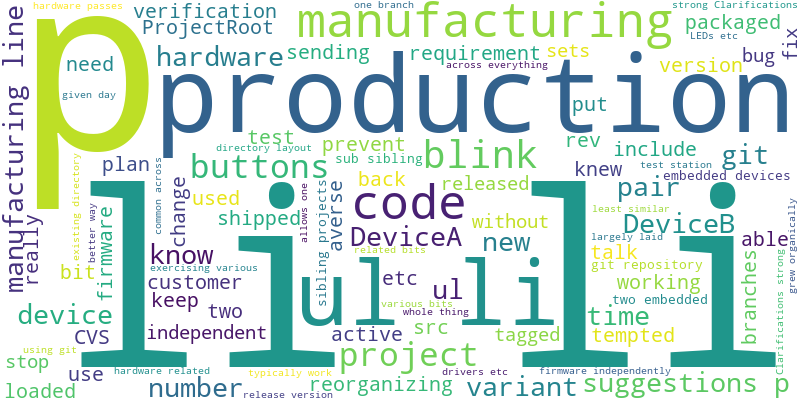 hardware passes
one branch
strong Clarifications
verification
manufacturing
packaged
ProjectRoot
LEDs etc
manufacturing line
p
hardware
sending
requirement
sets
bug
fix
need
across everything
version
production
given day
put
test
rev
prevent
include
git
directory layout
blink
sub sibling
test station
plan
buttons
back
released
knew
embedded devices
existing directory
better way
common across
change
used
allows one
sibling projects
averse
code
pair
least similar
really
shipped
without
DeviceB
able
firmware
know
DeviceA
new
largely laid
talk
related bits
bit
exercising various
git repository
grew organically
li li
ul li
customer
etc
ul
working
branches
keep
two
various bits
two embedded
Clarifications strong
device
whole thing
src
time
CVS
independent
active
tagged
tempted
using git
stop
project
use
hardware related
typically work
drivers etc
firmware independently
loaded
number
release version
reorganizing
variant
suggestions p